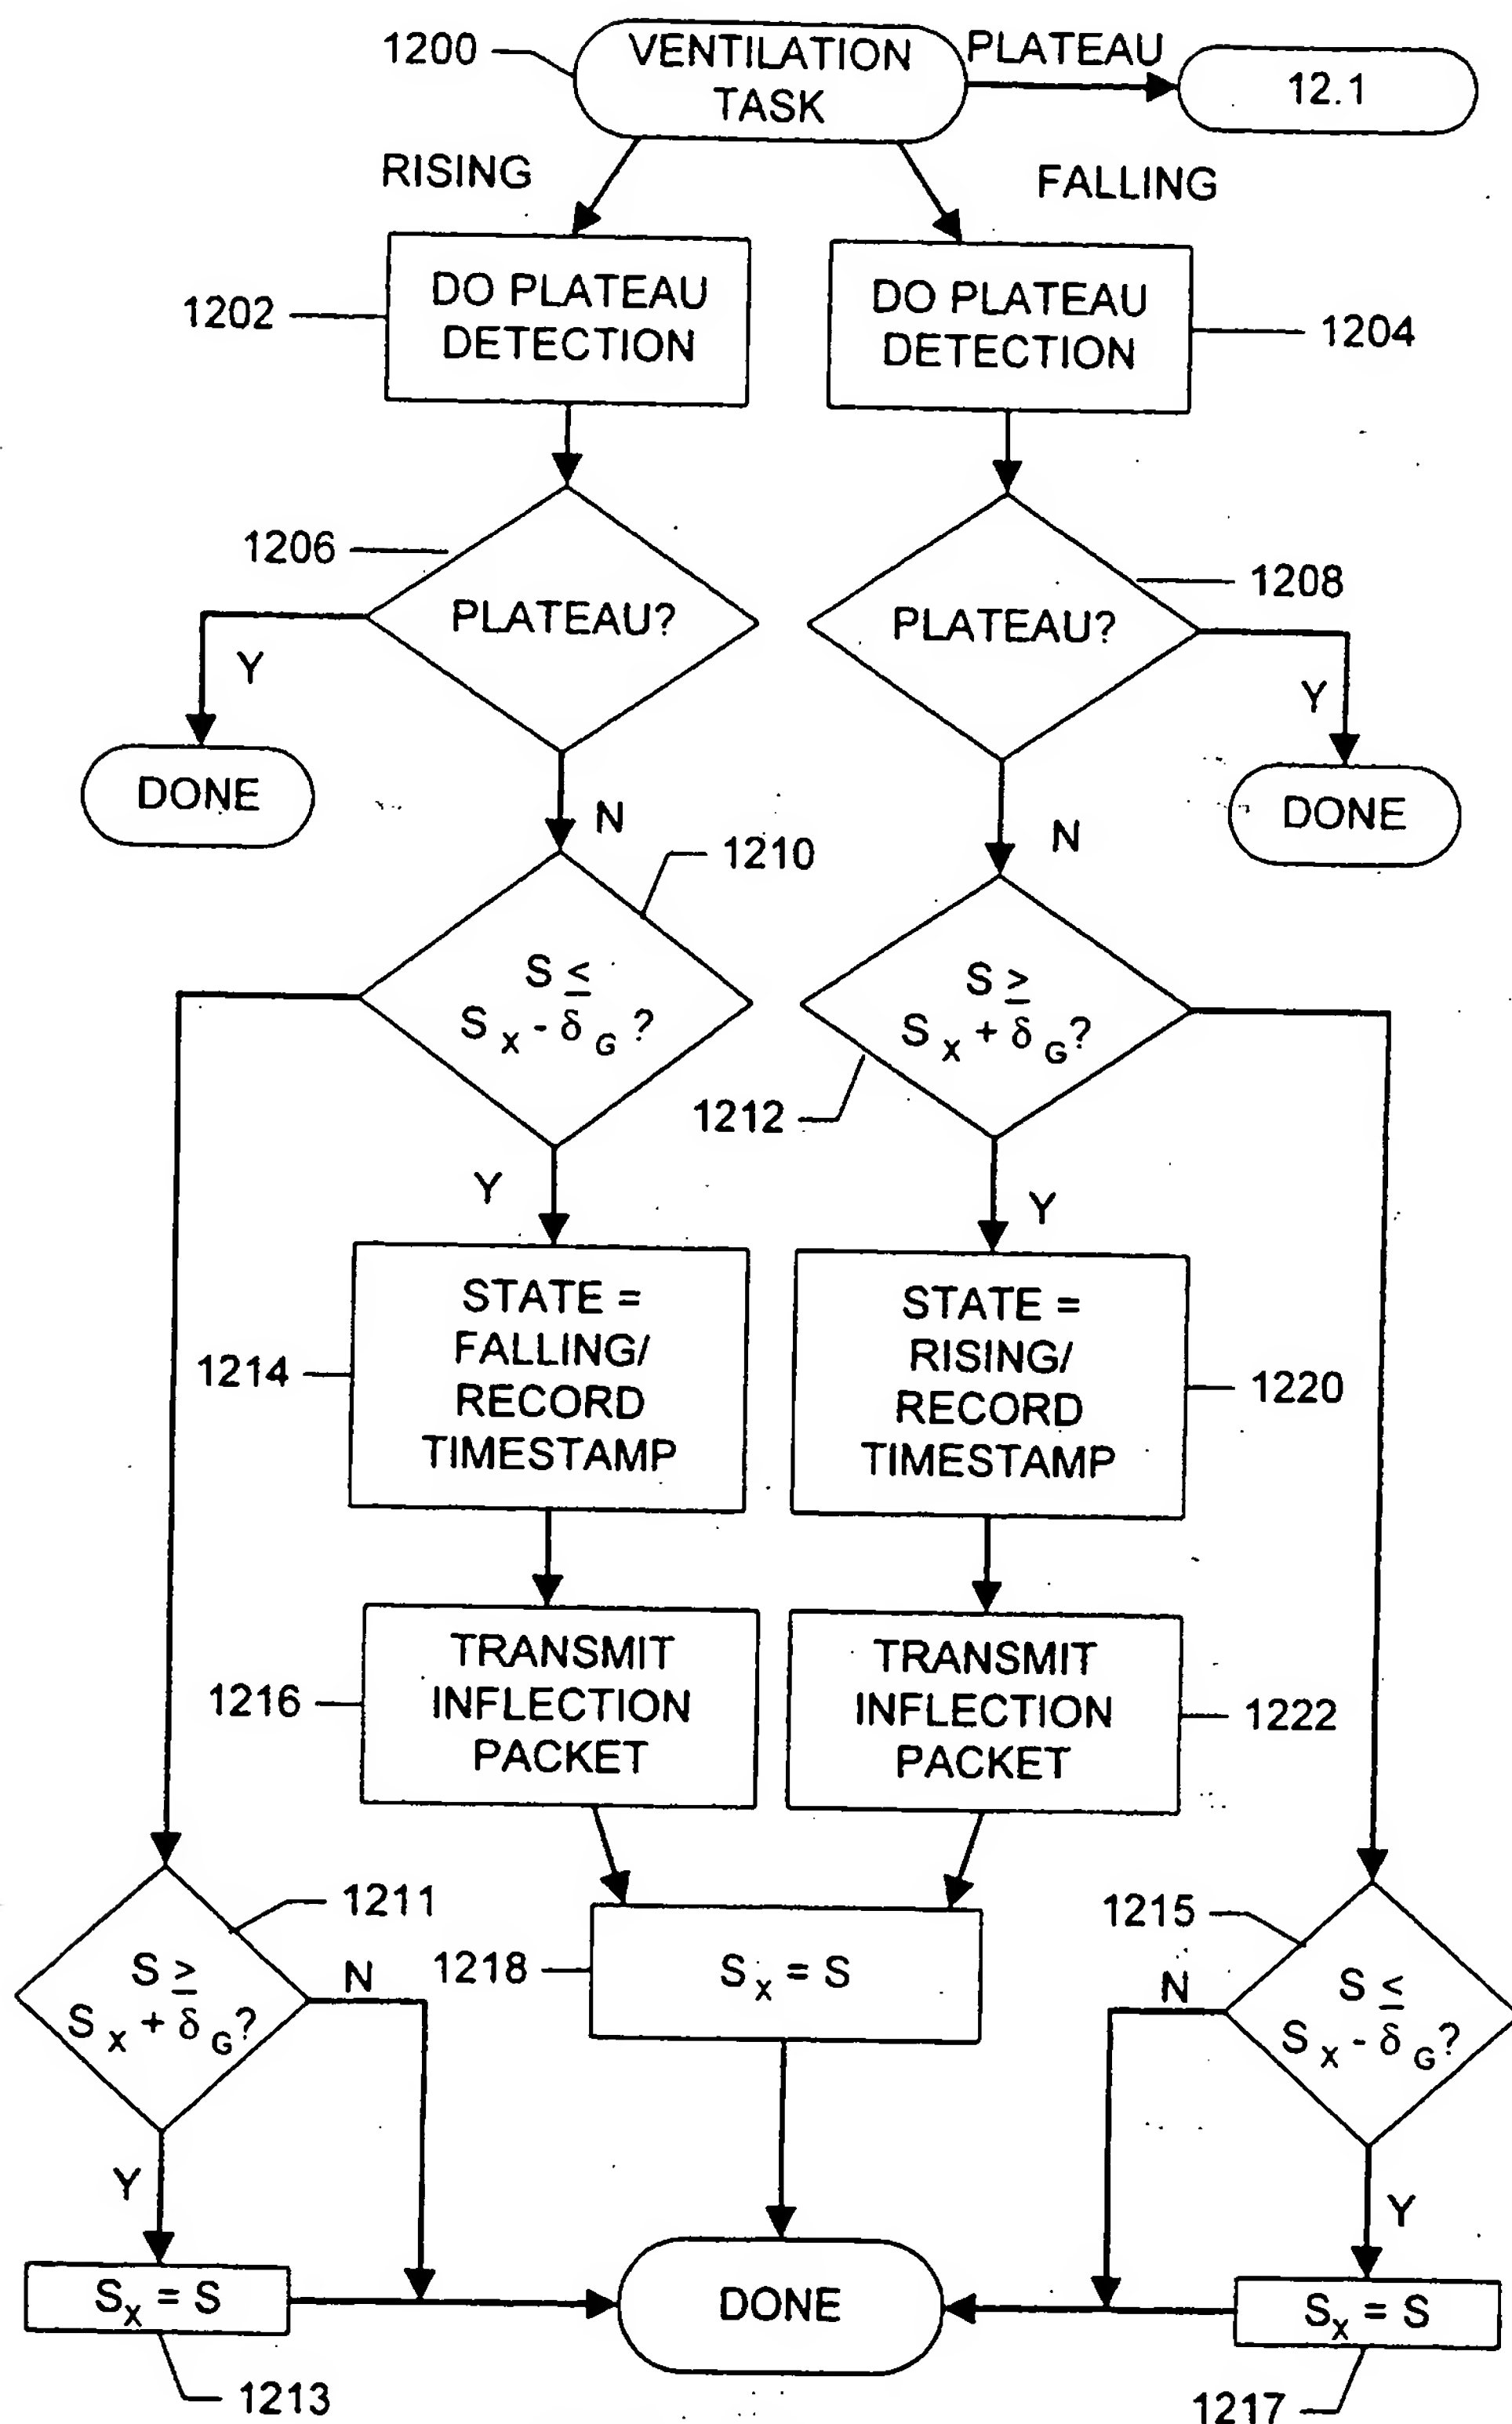 1200
VENTILATION
TASK
PLATEAU
12.1
RISING
FALLING
1202
DO PLATEAU
DETECTION
DO PLATEAU
DETECTION
1204
1206
PLATEAU?
Y
DONE
N
1208
PLATEAU?
Y
DONE
N
1210
S ≤
S X - δ G ?
1212
S ≥
S X + δ G?
Y
Y
1214
STATE =
FALLING/
RECORD
TIMESTAMP
STATE =
RISING/
RECORD
TIMESTAMP
1220
1216
TRANSMIT
INFLECTION
PACKET
TRANSMIT
INFLECTION
PACKET
1222
1211
S ≥
S X + δ G?
N
Y
1218
S X = S
1215
S ≤
S X - δ G?
N
Y
S X = S
1213
DONE
S X = S
1217